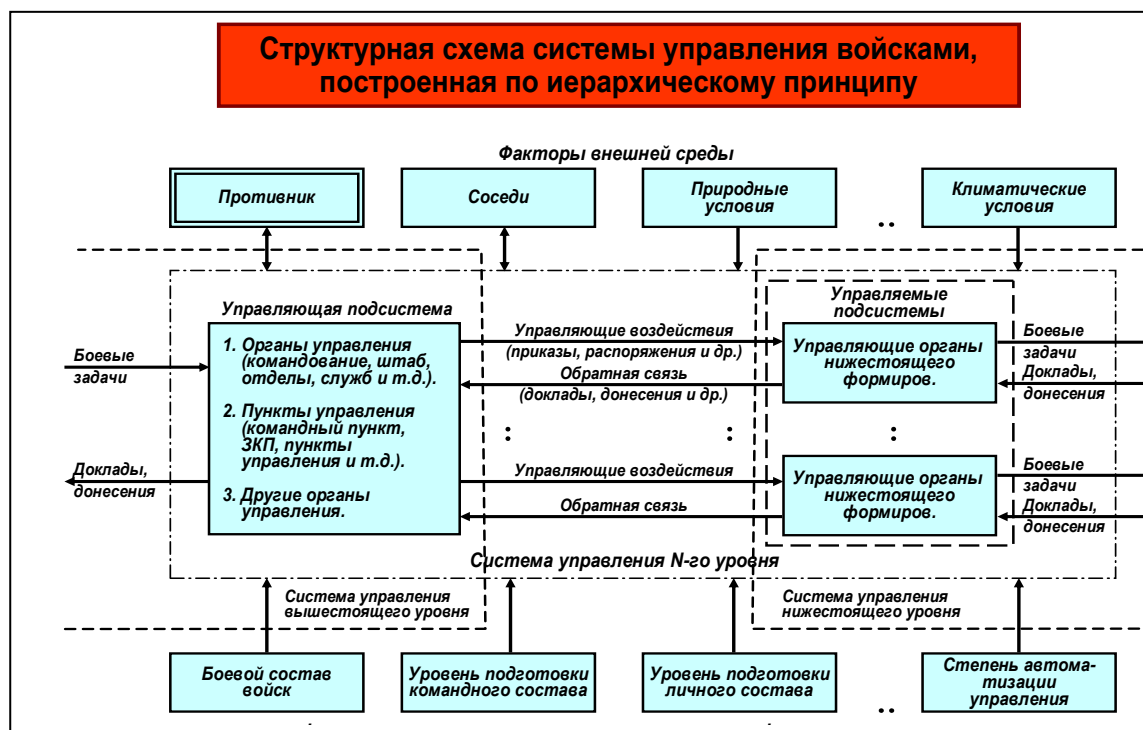 Структурная схема системы управления войсками,
построенная по иерархическому принципу
Факторы внешней среды
Противник
Соседи
Природные
условия
..
Климатические
условия
Управляющая подсистема
Управляемые
подсистемы
Боевые
задачи
Доклады,
донесения
1. Органы управления
(командование, штаб,
отделы, служб и т.д.).
2. Пункты управления
(командный пункт,
ЗКП, пункты
управления и т.д.).
3. Другие органы
управления.
Управляющие воздействия
(приказы, распоряжения и др.)
Обратная связь
(доклады, донесения и др.)
:
:
:
Управляющие воздействия
Обратная связь
Управляющие органы
нижестоящего
формиров.
Управляющие органы
нижестоящего
формиров.
Боевые
задачи
Доклады,
донесения
Боевые
задачи
Доклады,
донесения
Система управления N-го уровня
Система управления
вышестоящего уровня
Система управления
нижестоящего уровня
Боевой состав
войск
Уровень подготовки
командного состава
Уровень подготовки
личного состава
..
Степень автома-
тизации
управления